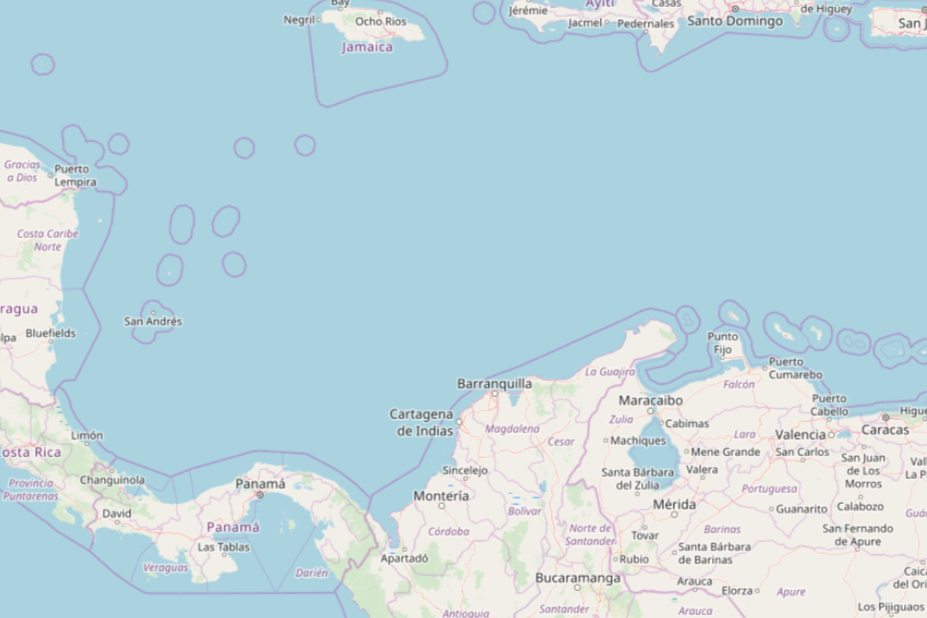 Bay
Negril
Ocho Rios
Jamaica
Jérémie
Ayiti
Jacmel
Casas
Pedernales
Santo Domingo
de Higüey
San J
Gracias
a Dios
Puerto
Lempira
Costa Caribe
Norte
ragua
lpa
Bluefields
San Andrés
Punto
Fijo
Puerto
Cumarebo
La Guajira
Falcón
Barranquilla
Cartagena
de Indias
Magdalena
Cesar
Maracaibo
Zulia
Cabimas
Machiques
Mene Grande
Lara
Puerto
Cabello
Valencia
Caracas
Higue
San Carlos
San Juan
de Los
Morros
Vall
La P
Limón
osta Rica
Changuinola
Provincia
Puntarenas
David
Panamá
Panamá
Las Tablas
Veraguas
Darién
Sincelejo
Montería
Córdoba
Bolívar
Apartadó
Antioquia
Santa Bárbara
del Zulia
Valera
Mérida
Portuguesa
Guanarito
Calabozo
Guá
Norte de
Santander
Tovar
Rubio
Barinas
Santa Bárbara
de Barinas
San Fernando
de Apure
Bucaramanga
Santander
Arauca
Elorza
Apure
Arauca
Caica
del Ori
Los Pijiguaos